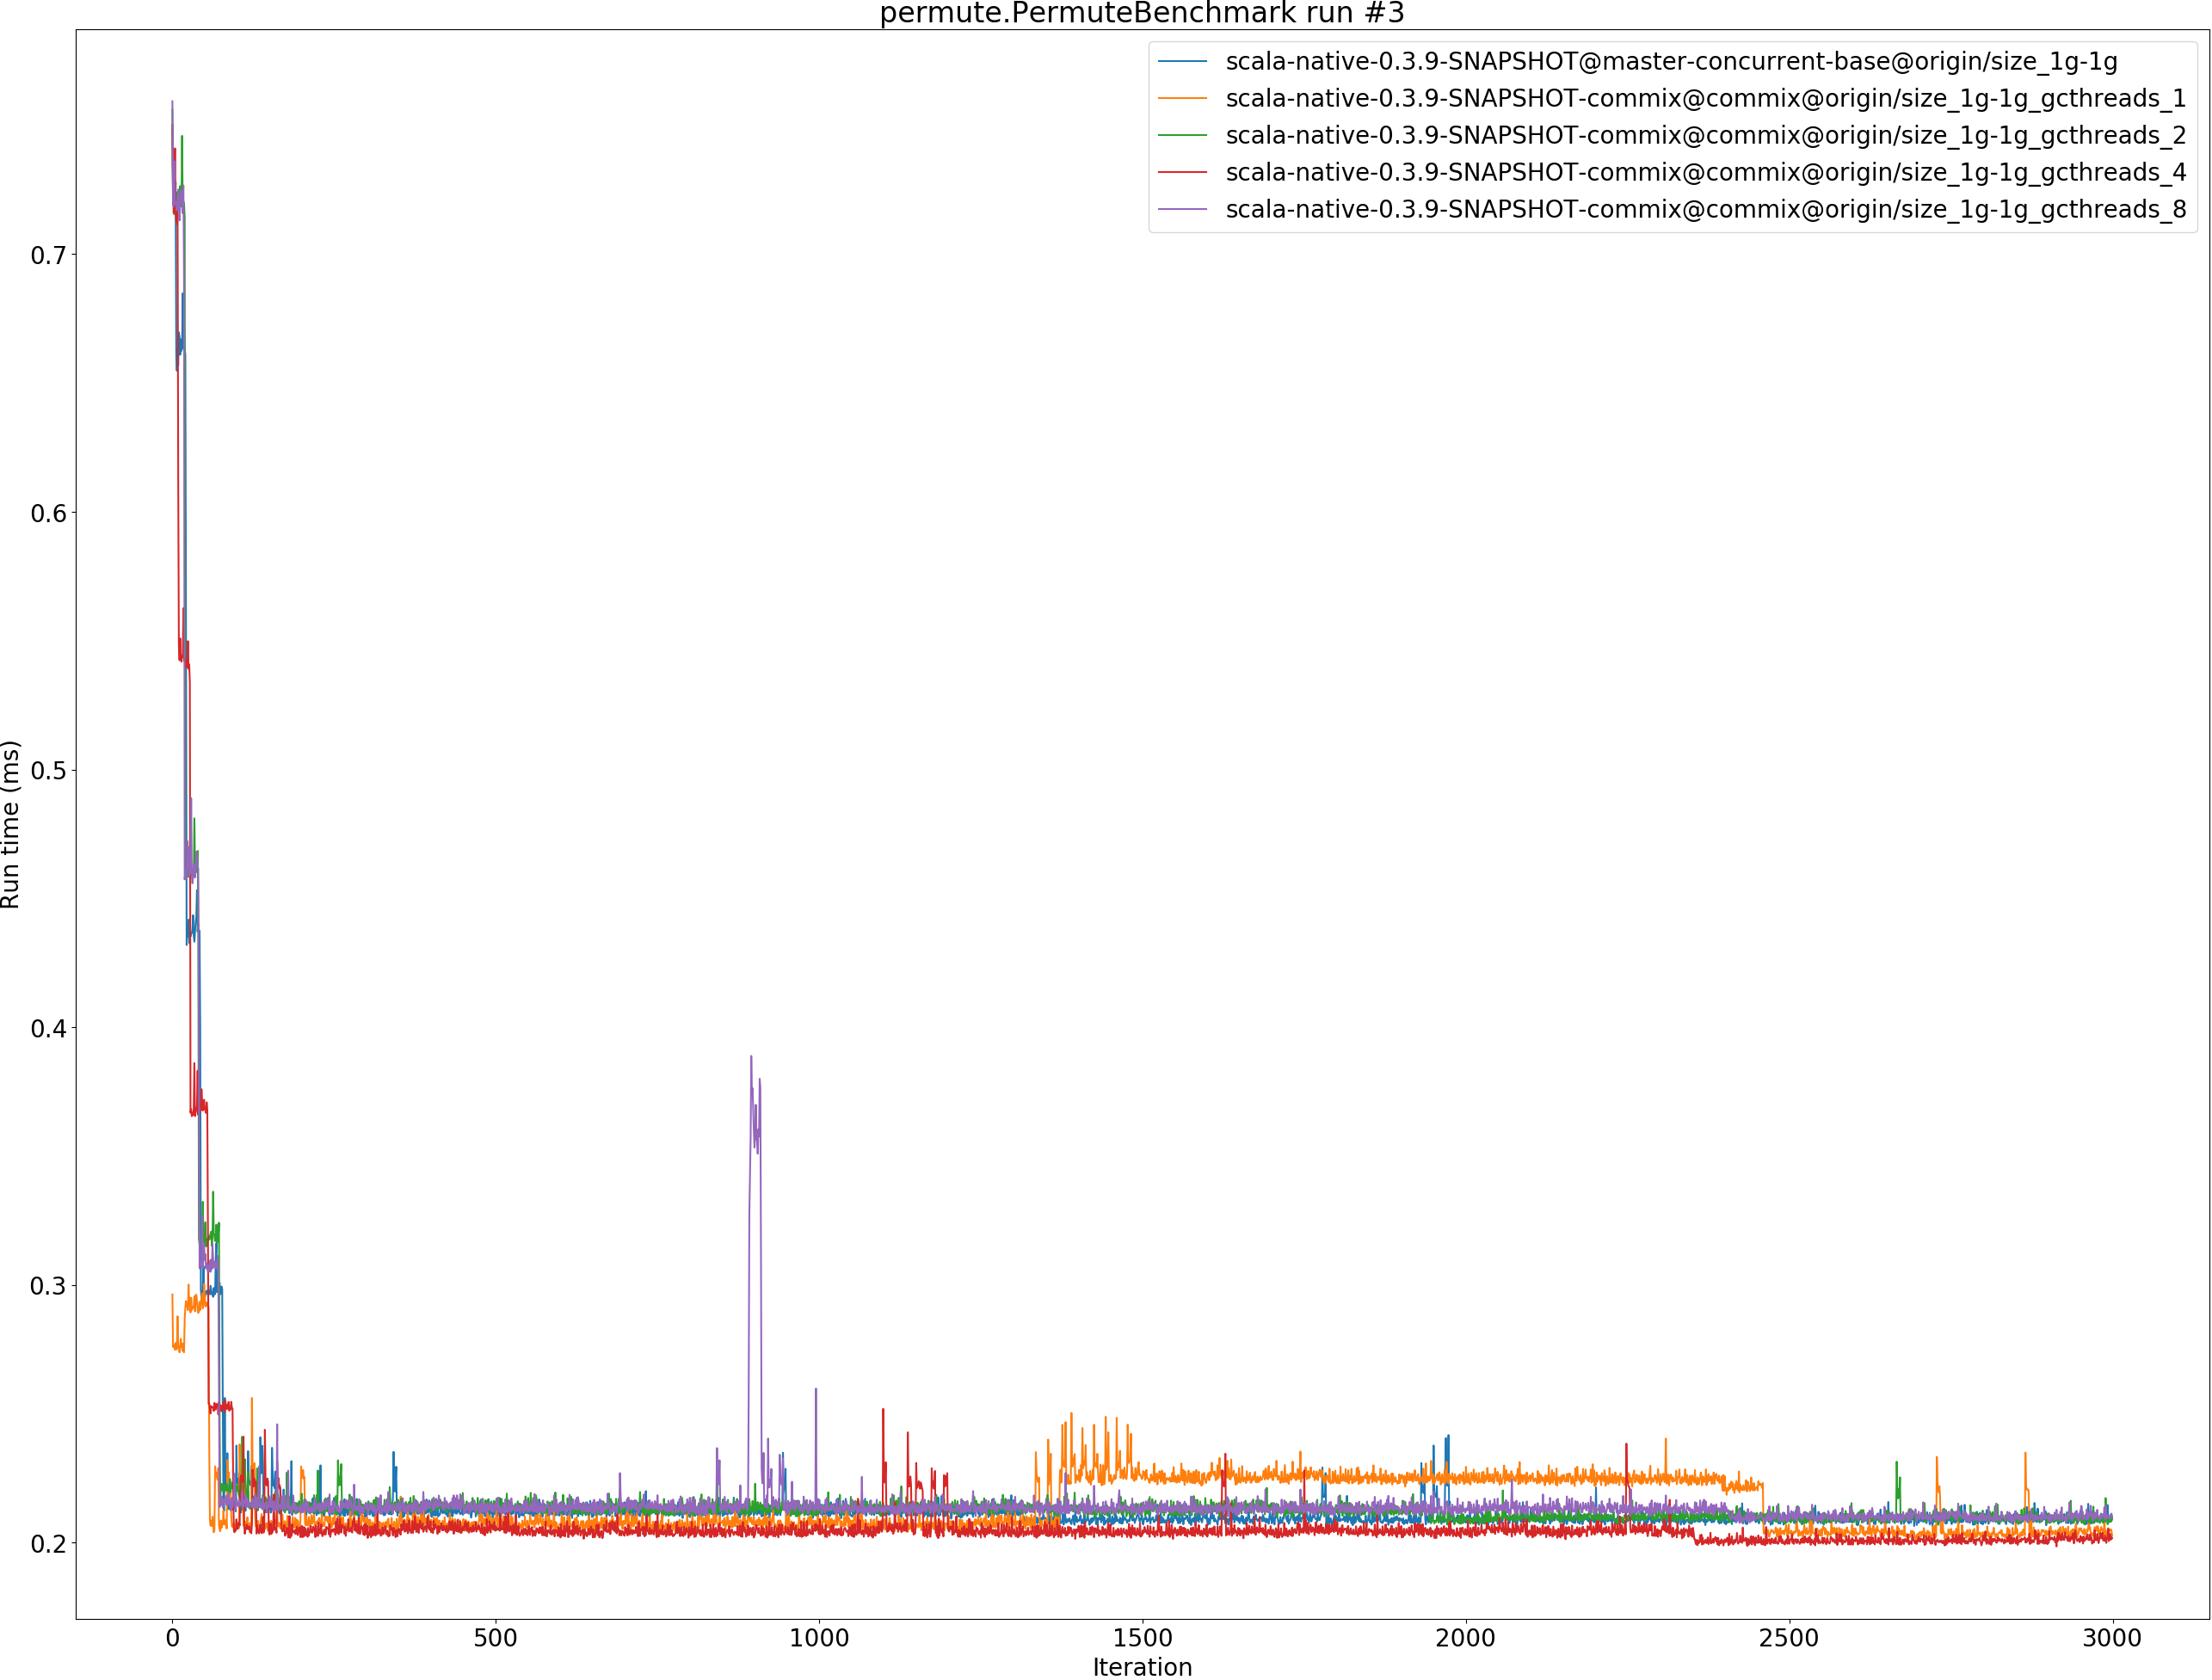 permute.PermuteBenchmark run #3
scala-native-0.3.9-SNAPSHOT@master-concurrent-base@origin/size_1g-1g
scala-native-0.3.9-SNAPSHOT-commix@commix@origin/size_1g-1g_gcthreads_1
scala-native-0.3.9-SNAPSHOT-commix@commix@origin/size_1g-1g_gcthreads_2
scala-native-0.3.9-SNAPSHOT-commix@commix@origin/size_1g-1g_gcthreads_4
scala-native-0.3.9-SNAPSHOT-commix@commix@origin/size_1g-1g_gcthreads_8
Run time (ms)
0.7
0.6
0.5
0.4
0.3
0.2
0 500 1000 1500 2000 2500 3000
Iteration